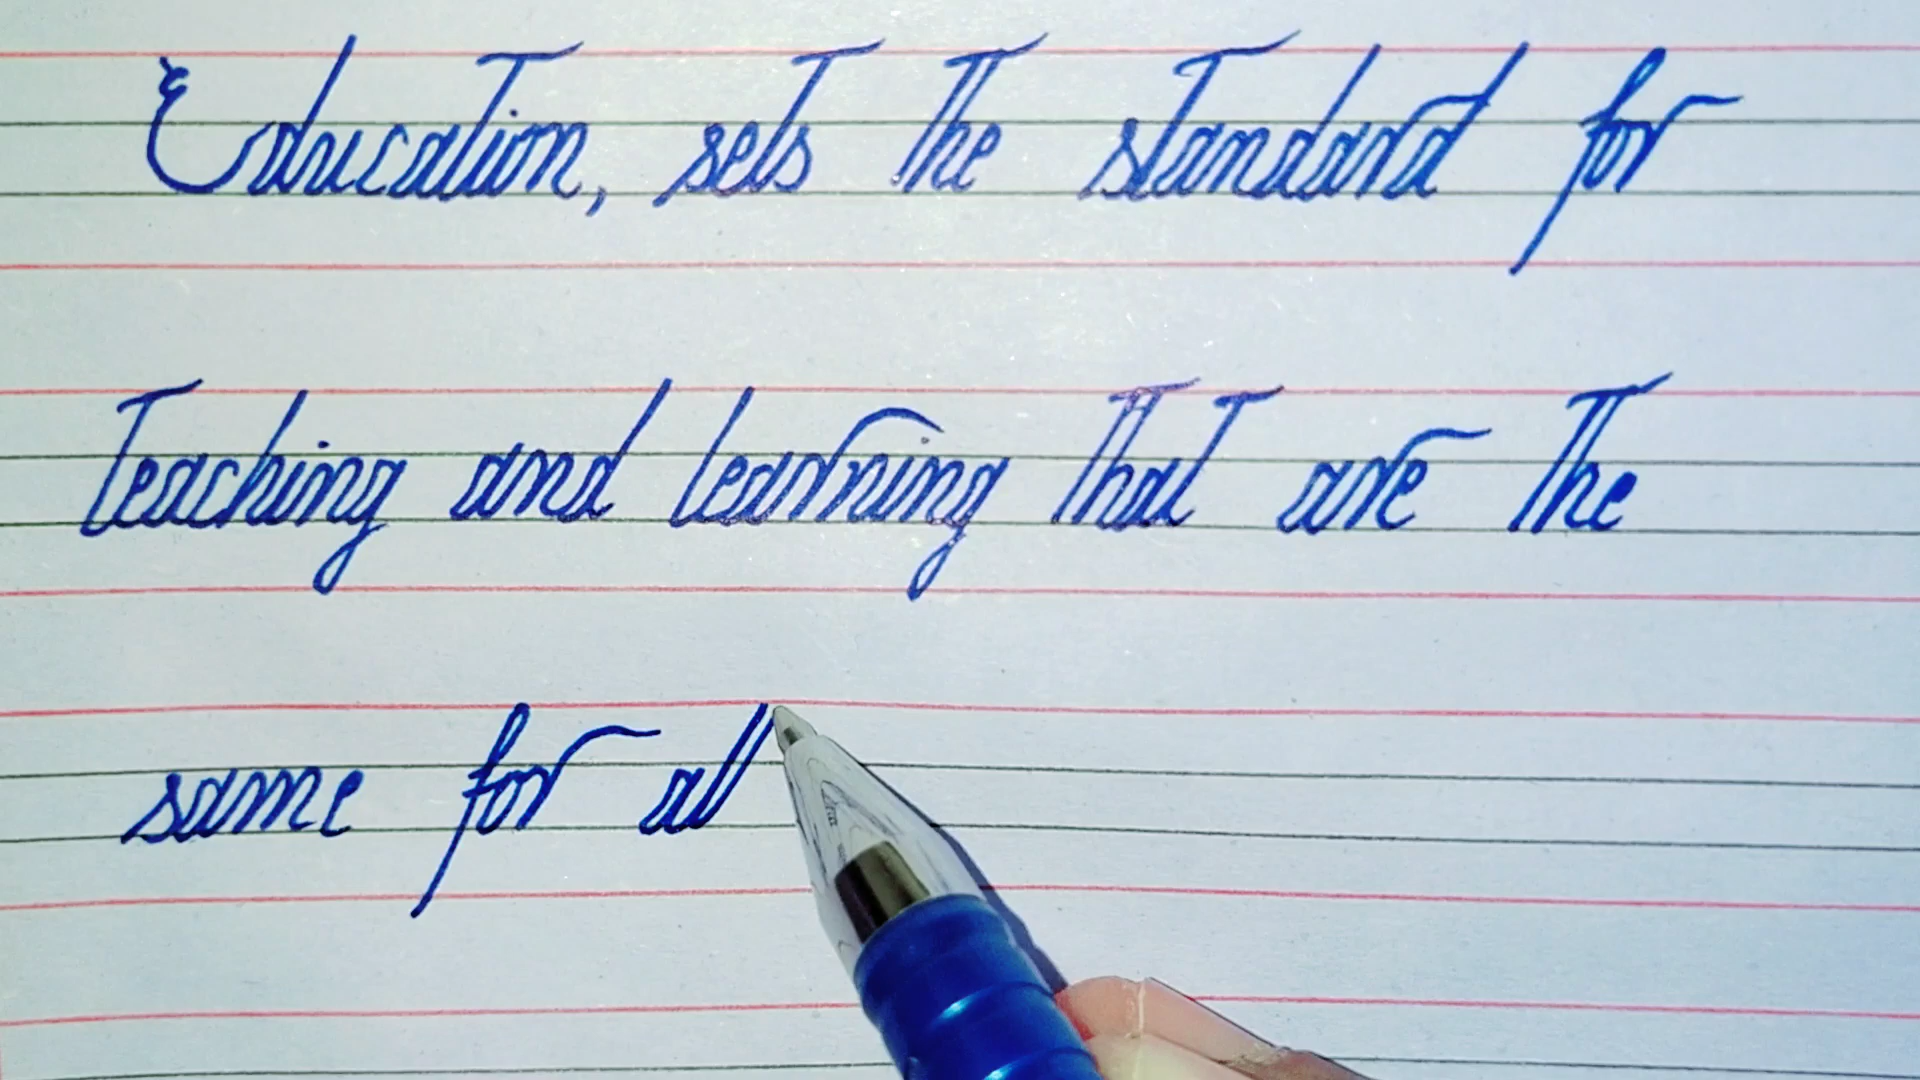 Education, sets the standard for
teaching and learning that are the
same for all